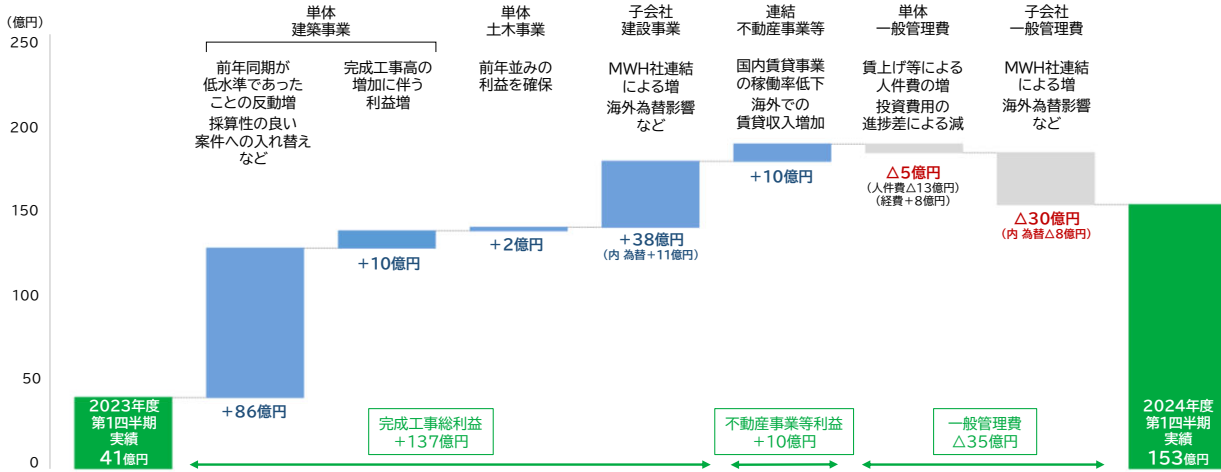 （億円）
250
200
150
100
50
0
単体
建築事業
前年同期が
低水準であった
ことの反動増
採算性の良い
案件への入れ替え
など
完成工事高の
増加に伴う
利益増
単体
土木事業
前年並みの
利益を確保
子会社
建設事業
MWH社連結
による増
海外為替影響
など
連結
不動産事業等
国内賃貸事業
の稼働率低下
海外での
賃貸収入増加
単体
一般管理費
賃上げ等による
人件費の増
投資費用の
進捗差による減
子会社
一般管理費
MWH社連結
による増
海外為替影響
など
2023年度
第1四半期
実績
41億円
+86億円
+10億円
+2億円
+38億円
（内 為替+11億円）
+10億円
△5億円
（人件費△13億円）
（経費+8億円）
△30億円
（内 為替△8億円）
2024年度
第1四半期
実績
153億円
完成工事総利益
+137億円
不動産事業等利益
+10億円
一般管理費
△35億円